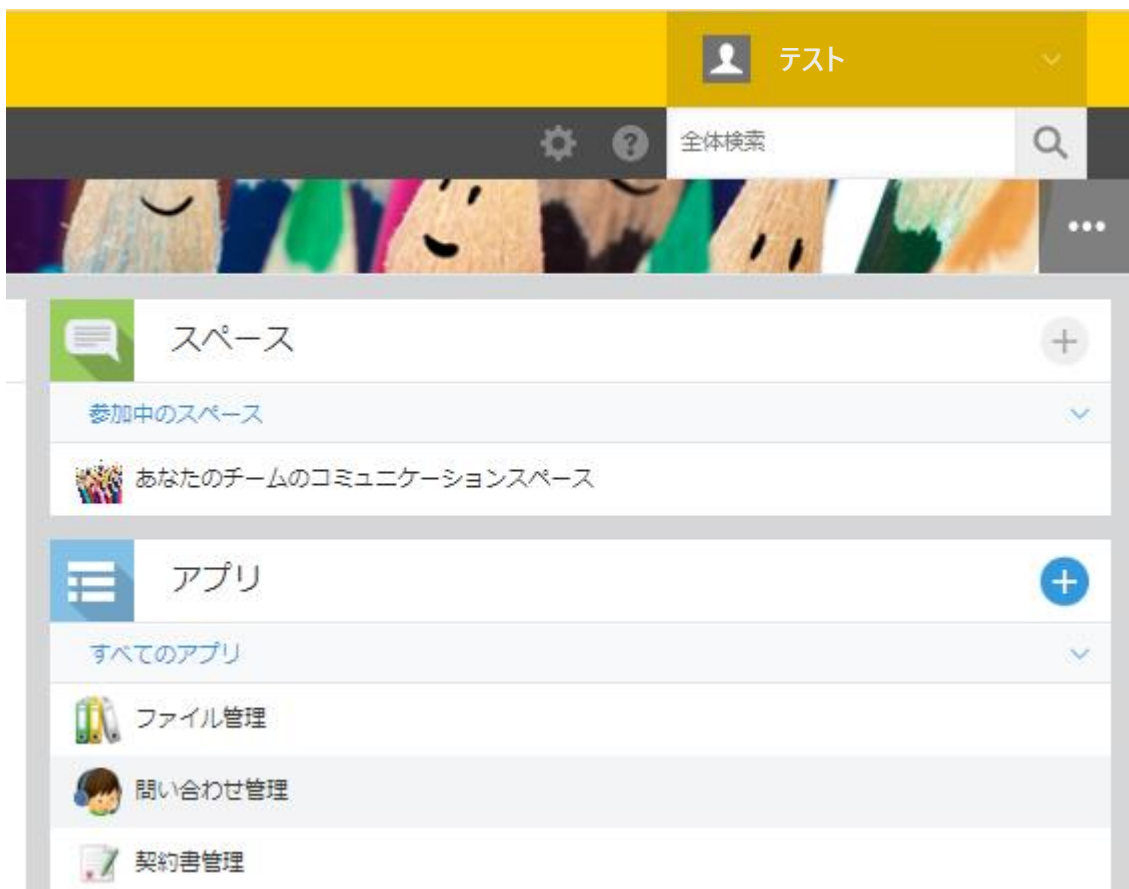 テスト
全体検索
スペース
参加中のスペース
あなたのチームのコミュニケーションスペース
アプリ
すべてのアプリ
ファイル管理
問い合わせ管理
契約書管理